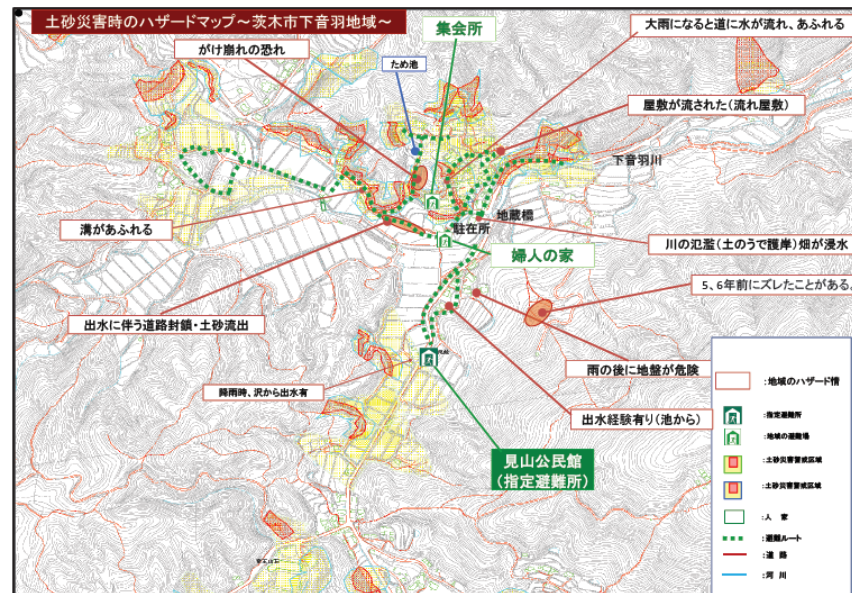 土砂災害時のハザードマップ～茨木市下音羽地域～
集会所
大雨になると道に水が流れ、あふれる
がけ崩れの恐れ
ため池
屋敷が流された(流れ屋敷)
下音羽川
地蔵橋
溝があふれる
駐在所
川の氾濫(土のうで護岸)畑が浸水
婦人の家
5、6年前にズレたことがある。
出水に伴う道路封鎖・土砂流出
雨の後に地盤が危険
降雨時、沢から出水有
出水経験有り(池から)
見山公民館
(指定避難所)
:地域のハザード情
:指定避難所
:地域の避難場
:土砂災害警戒区域
:土砂災害警戒区域
:人 家
:避難ルート
:道 路
:河 川